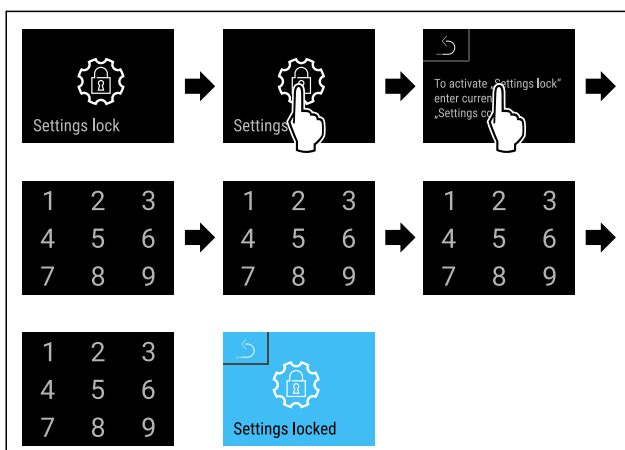 Settings lock
Settings
To activate „Settings lock“
enter curren
„Settings co
1 2 3
4 5 6
7 8 9
1 2 3
4 5 6
7 8 9
1 2 3
4 5 6
7 8 9
1 2 3
4 5 6
7 8 9
Settings locked